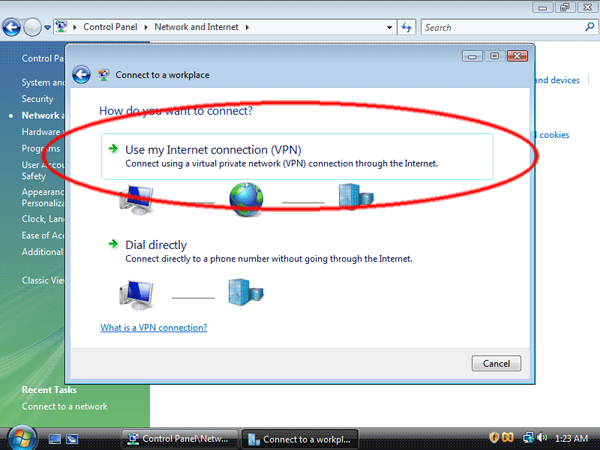 Control Panel
Network and Internet
Search
Control Pa
System and
Security
Network a
Hardware
Programs
User Accou
Safety
Appearanc
Personaliza
Clock, Lan
Ease of Acc
Additional
Classic View
Recent Tasks
Connect to a network
and devices
cookies
Connect to a workplace
How do you want to connect?
Use my Internet connection (VPN)
Connect using a virtual private network (VPN) connection through the Internet.
Dial directly
Connect directly to a phone number without going through the Internet.
What is a VPN connection?
Cancel
Control Panel\Netw...
Connect to a workpl...
1:23 AM